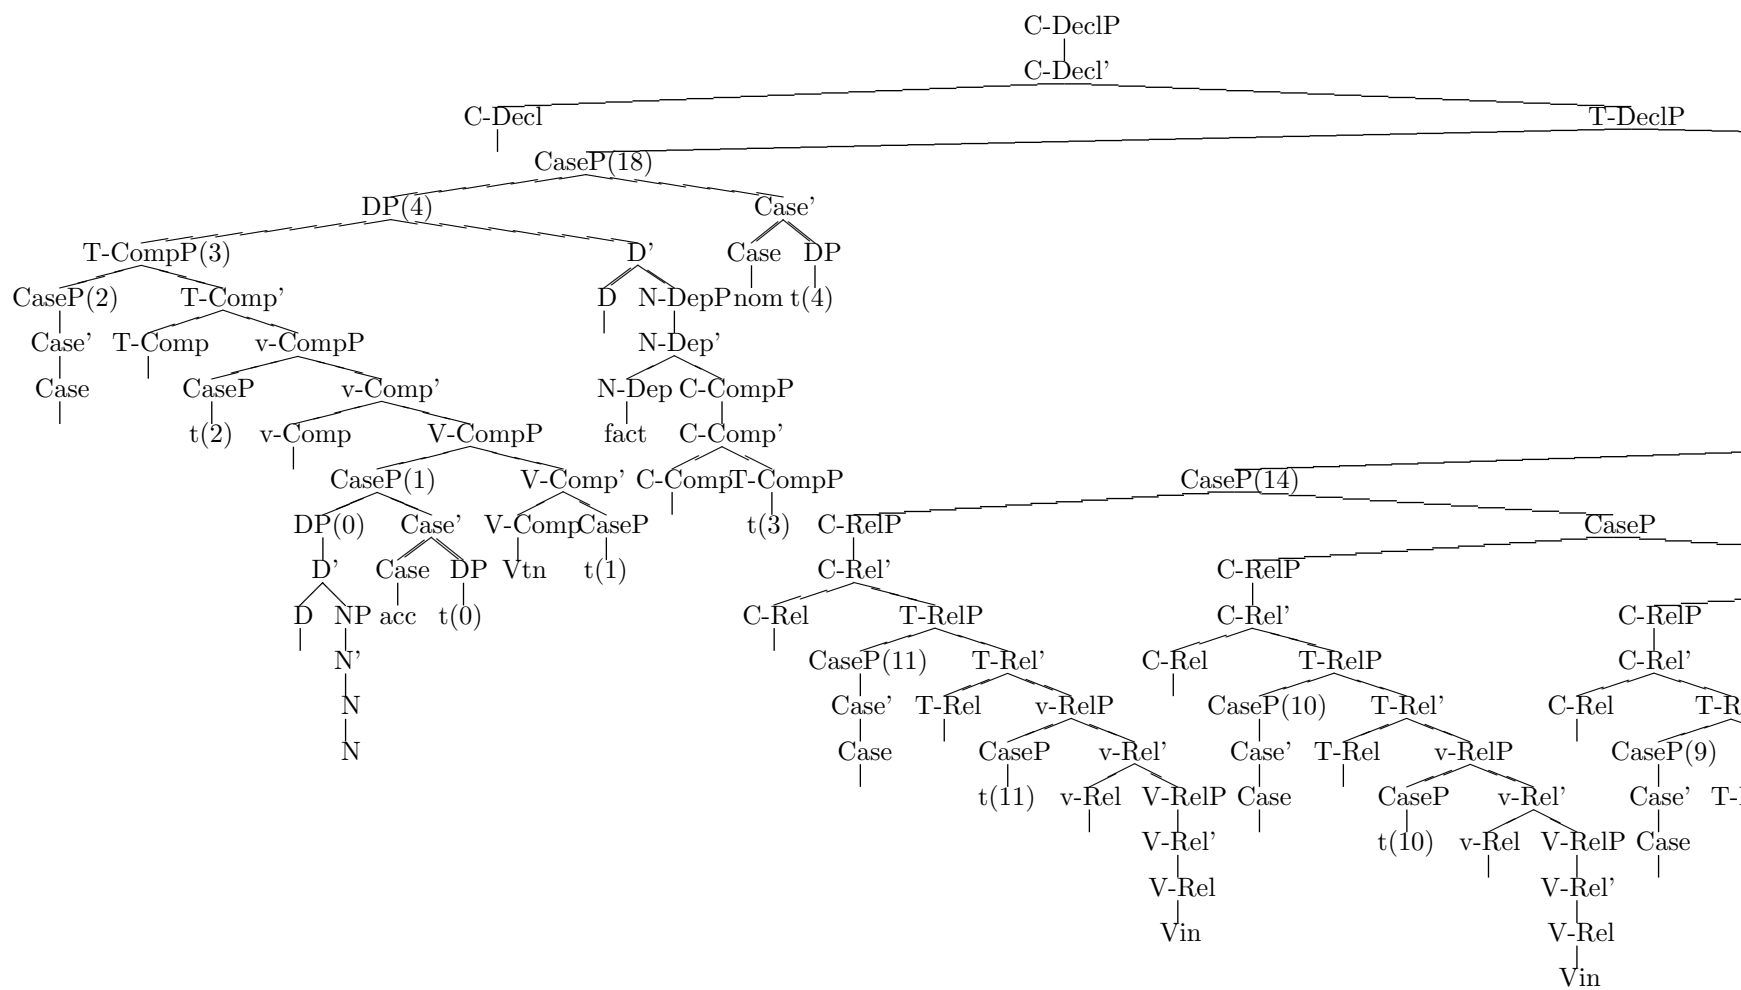 C-DeclP
C-Decl’
C-Decl T-DeclP
CaseP(18)
DP(4) Case’
T-CompP(3) D’ Case DP
CaseP(2) T-Comp’ D N-DepP nom t(4)
Case’ T-Comp v-CompP N-Dep’
Case CaseP v-Comp’ N-Dep C-CompP
t(2) v-Comp V-CompP fact C-Comp’
CaseP(1) V-Comp’ C-Comp T-CompP CaseP(14)
DP(0) Case’ V-Comp CaseP t(3) C-RelP CaseP
D’ Case DP Vtn t(1) C-Rel’ C-RelP
D NP acc t(0) C-Rel T-RelP C-Rel’ C-RelP
N’ CaseP(11) T-Rel’ C-Rel T-RelP C-Rel’
N Case’ T-Rel v-RelP CaseP(10) T-Rel’ C-Rel T-R
N Case CaseP v-Rel’ Case’ T-Rel v-RelP CaseP(9)
t(11) v-Rel V-RelP Case CaseP v-Rel’ Case’ T-
V-Rel’ t(10) v-Rel V-RelP Case
V-Rel V-Rel’
Vin V-Rel
Vin